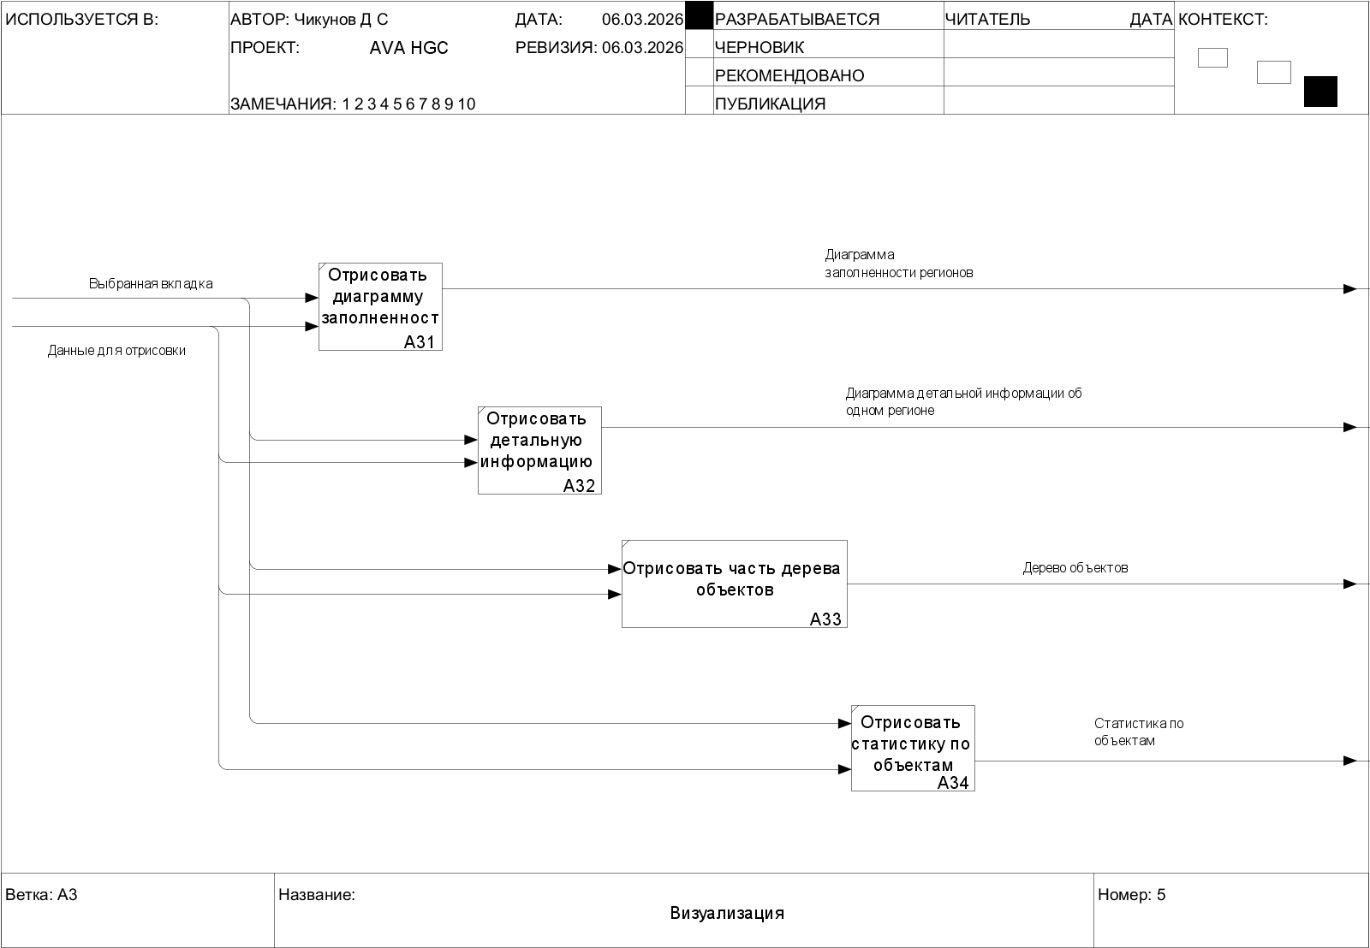 ИСПОЛЬЗУЕТСЯ В:
АВТОР: Чикунов Д С
ДАТА: 06.03.2026
РАЗРАБАТЫВАЕТСЯ
ЧИТАТЕЛЬ
ДАТА
КОНТЕКСТ:
ПРОЕКТ: AVA HGC
РЕВИЗИЯ: 06.03.2026
ЧЕРНОВИК
РЕКОМЕНДОВАНО
ЗАМЕЧАНИЯ: 1 2 3 4 5 6 7 8 9 10
ПУБЛИКАЦИЯ
Диаграмма
заполненности регионов
Выбранная вкладка
Отрисовать
диаграмму
заполненност
A31
Данные для отрисовки
Диаграмма детальной информации об
одном регионе
Отрисовать
детальную
информацию
A32
Отрисовать часть дерева
объектов
A33
Дерево объектов
Отрисовать
статистику по
объектам
A34
Статистика по
объектам
Ветка: A3
Название:
Визуализация
Номер: 5